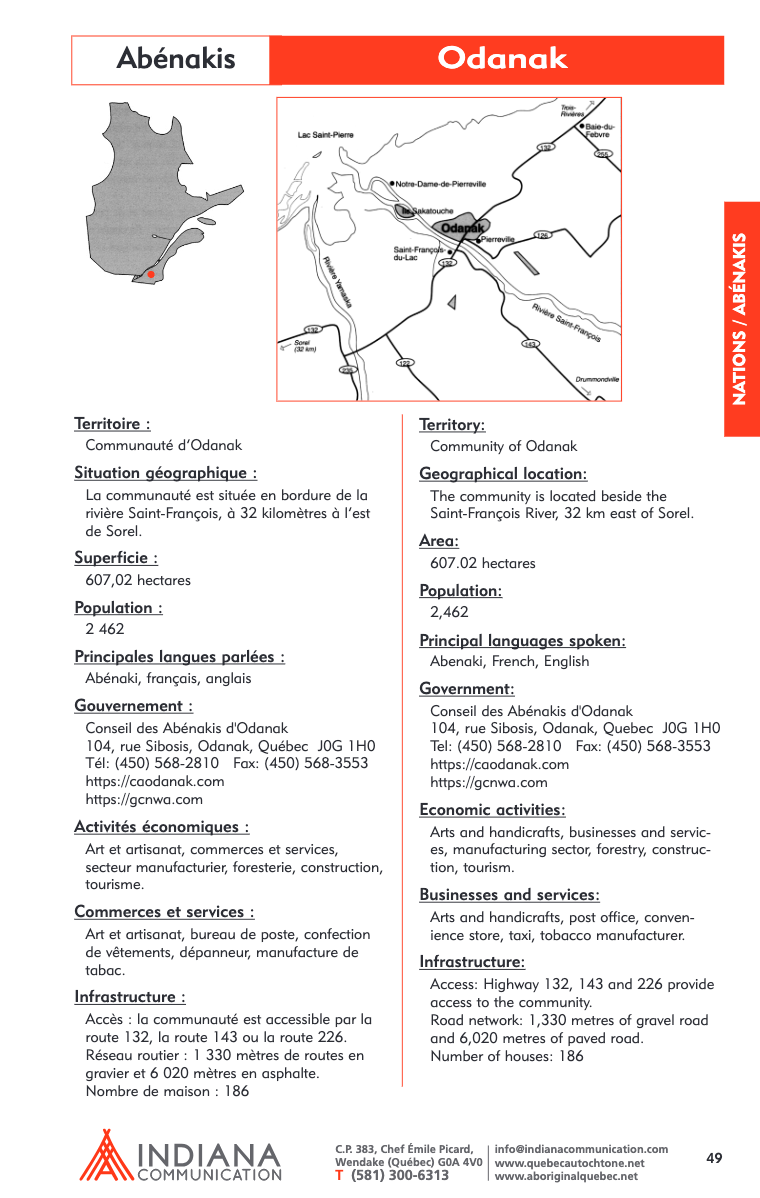 Abénakis
Odanak
Lac Saint-Pierre
Trois-
Rivières
Baie-du-
Febvre
132
255
Notre-Dame-de-Pierreville
Île Sakatouche
Odanak
Pierreville
126
Saint-François-
du-Lac
132
Rivière Yamaska
Rivière Saint-François
132
Sorel
(32 km)
143
122
235
Drummondville
NATIONS / ABÉNAKIS
Territoire :
Communauté d’Odanak
Situation géographique :
La communauté est située en bordure de la
rivière Saint-François, à 32 kilomètres à l’est
de Sorel.
Superficie :
607,02 hectares
Population :
2 462
Principales langues parlées :
Abénaki, français, anglais
Gouvernement :
Conseil des Abénakis d'Odanak
104, rue Sibosis, Odanak, Québec  J0G 1H0
Tél: (450) 568-2810   Fax: (450) 568-3553
https://caodanak.com
https://gcnwa.com
Activités économiques :
Art et artisanat, commerces et services,
secteur manufacturier, foresterie, construction,
tourisme.
Commerces et services :
Art et artisanat, bureau de poste, confection
de vêtements, dépanneur, manufacture de
tabac.
Infrastructure :
Accès : la communauté est accessible par la
route 132, la route 143 ou la route 226.
Réseau routier : 1 330 mètres de routes en
gravier et 6 020 mètres en asphalte.
Nombre de maison : 186
Territory:
Community of Odanak
Geographical location:
The community is located beside the
Saint-François River, 32 km east of Sorel.
Area:
607.02 hectares
Population:
2,462
Principal languages spoken:
Abenaki, French, English
Government:
Conseil des Abénakis d'Odanak
104, rue Sibosis, Odanak, Quebec  J0G 1H0
Tel: (450) 568-2810   Fax: (450) 568-3553
https://caodanak.com
https://gcnwa.com
Economic activities:
Arts and handicrafts, businesses and servic-
es, manufacturing sector, forestry, construc-
tion, tourism.
Businesses and services:
Arts and handicrafts, post office, conven-
ience store, taxi, tobacco manufacturer.
Infrastructure:
Access: Highway 132, 143 and 226 provide
access to the community.
Road network: 1,330 metres of gravel road
and 6,020 metres of paved road.
Number of houses: 186
INDIANA
COMMUNICATION
C.P. 383, Chef Émile Picard,
Wendake (Québec) G0A 4V0
T (581) 300-6313
info@indianacommunication.com
www.quebecautochtone.net
www.aboriginalquebec.net
49